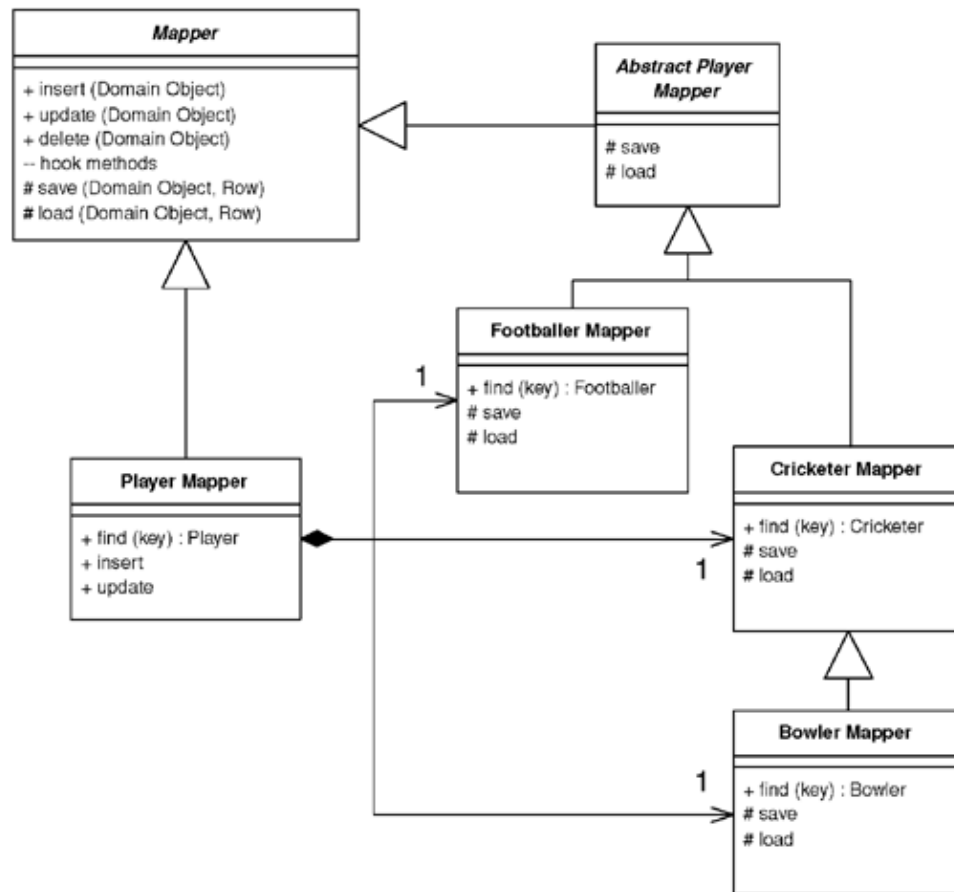 Mapper
+ insert (Domain Object)
+ update (Domain Object)
+ delete (Domain Object)
-- hook methods
# save (Domain Object, Row)
# load (Domain Object, Row)
Abstract Player
Mapper
# save
# load
Footballer Mapper
+ find (key) : Footballer
# save
# load
1
Player Mapper
+ find (key) : Player
+ insert
+ update
Cricketer Mapper
+ find (key) : Cricketer
# save
# load
1
Bowler Mapper
+ find (key) : Bowler
# save
# load
1